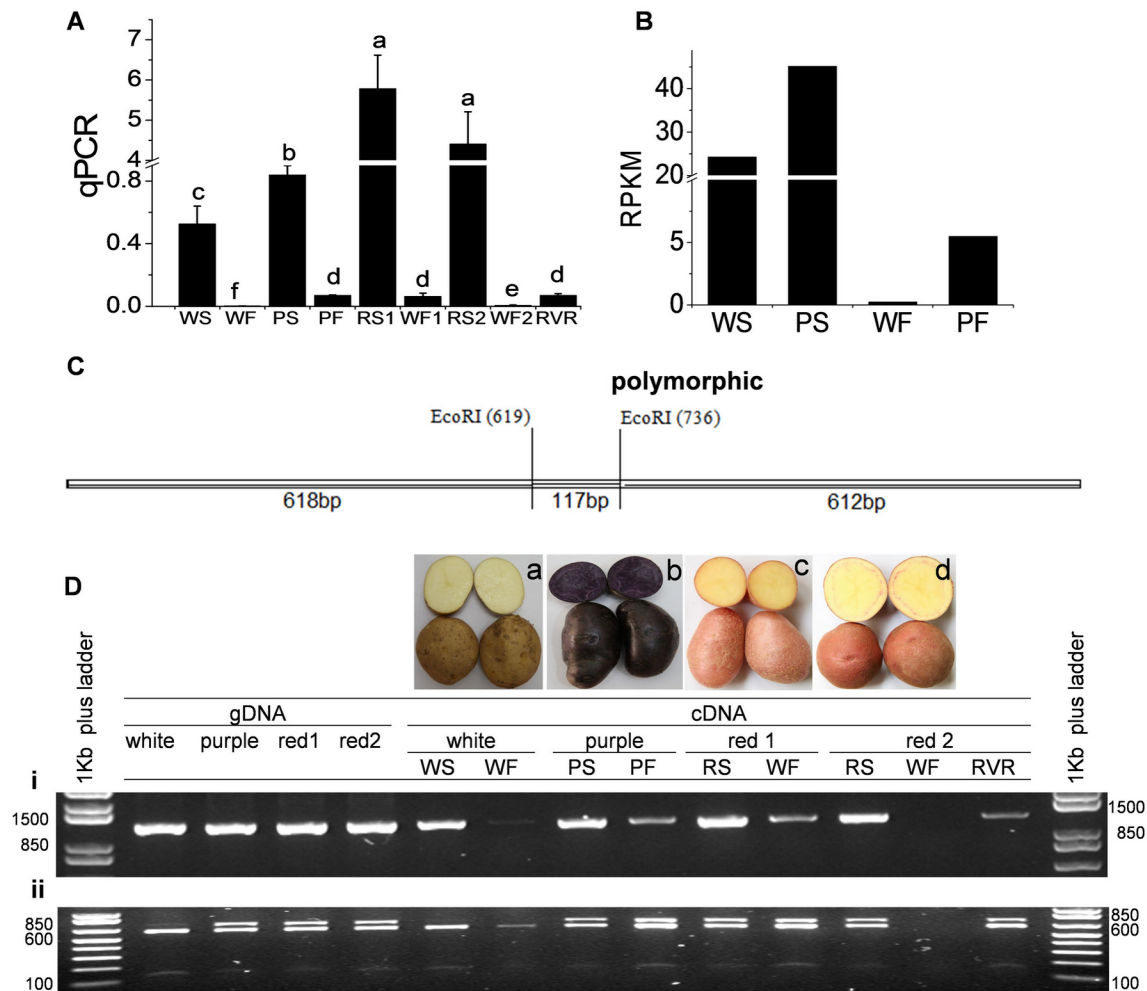 A
7
6
5
4
0.8
0.4
0.0
qPCR
c
f
b
d
a
d
a
e
d
WS WF PS PF RS1 WF1 RS2 WF2 RVR
B
40
30
20
5
0
RPKM
WS PS WF PF
C
polymorphic
EcoRI (619) EcoRI (736)
618bp 117bp 612bp
D
a b c d
1Kb plus ladder
gDNA cDNA
white purple red1 red2 white purple red 1 red 2
WS WF PS PF RS WF RS WF RVR
1Kb plus ladder
i
1500 1500
850 850
ii
850 850
600 600
100 100